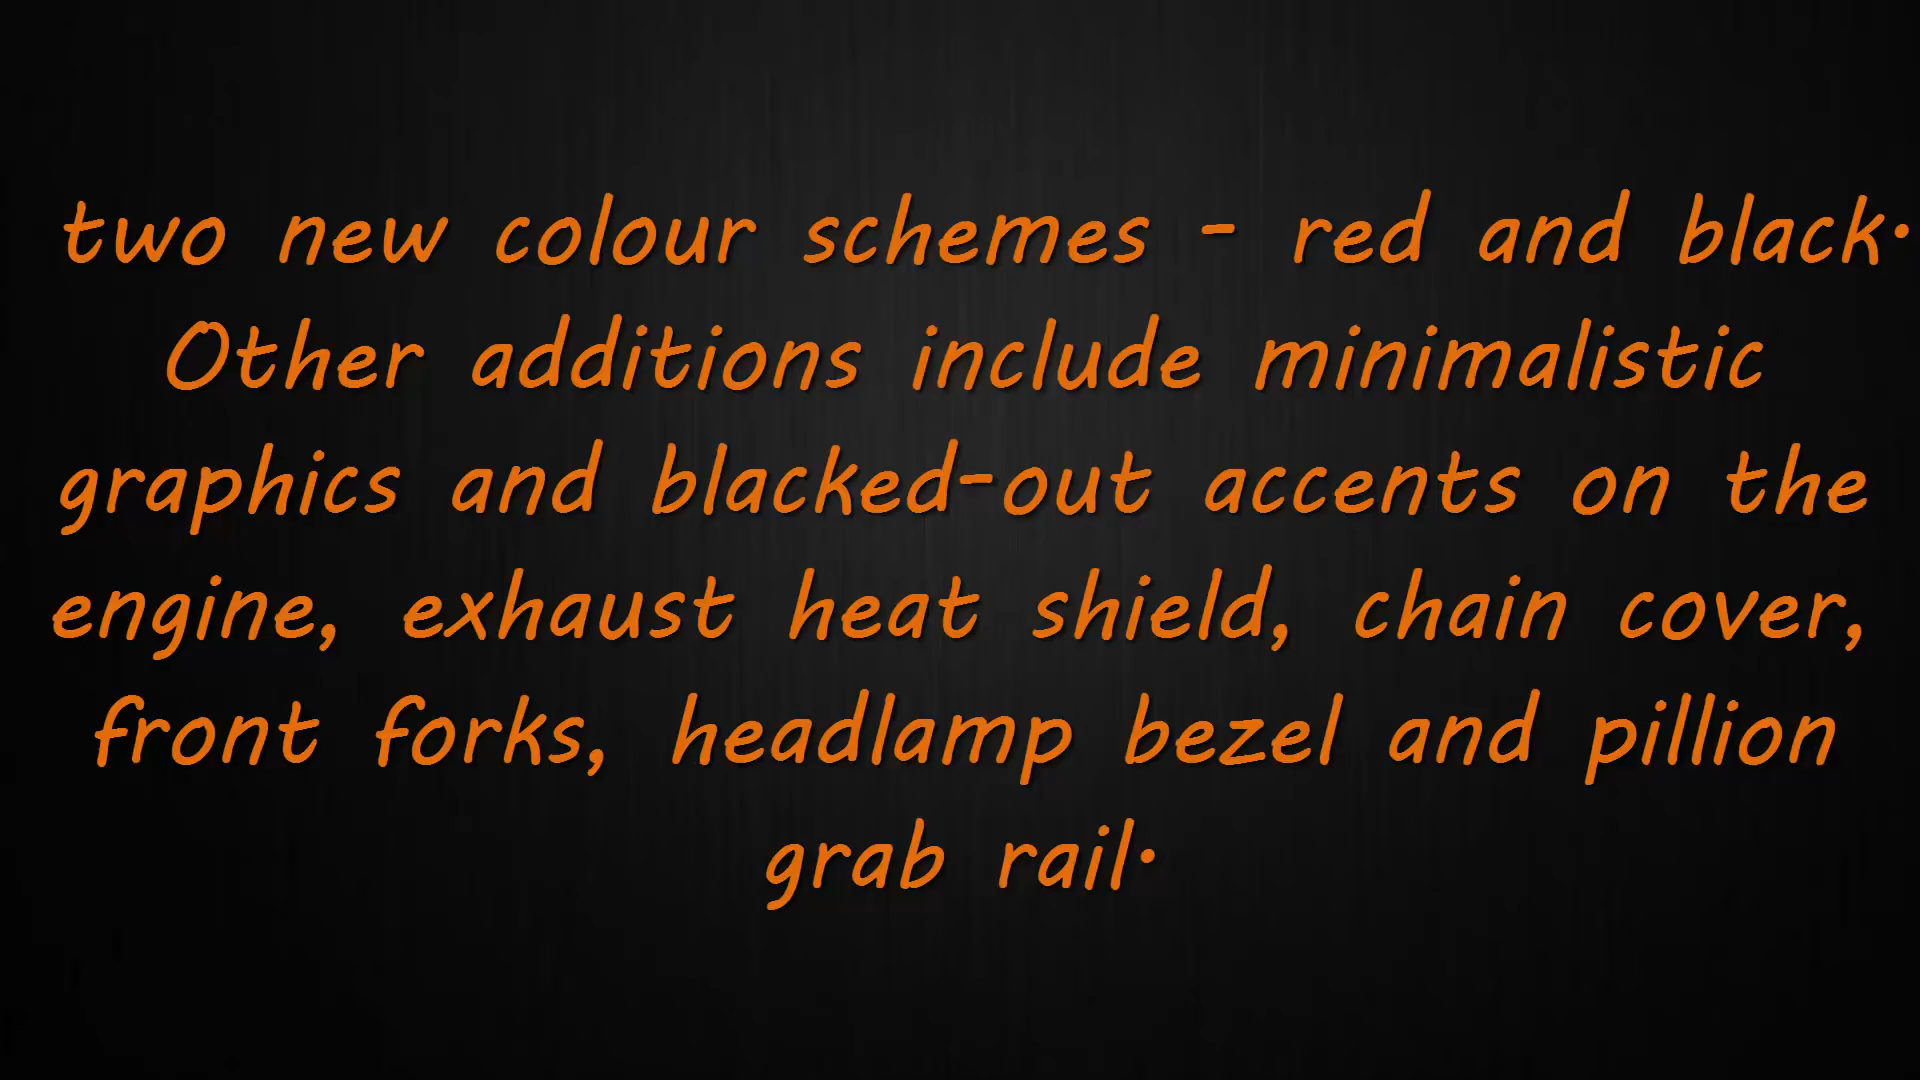 two new colour schemes - red and black.
Other additions include minimalistic
graphics and blacked-out accents on the
engine, exhaust heat shield, chain cover,
front forks, headlamp bezel and pillion
grab rail.